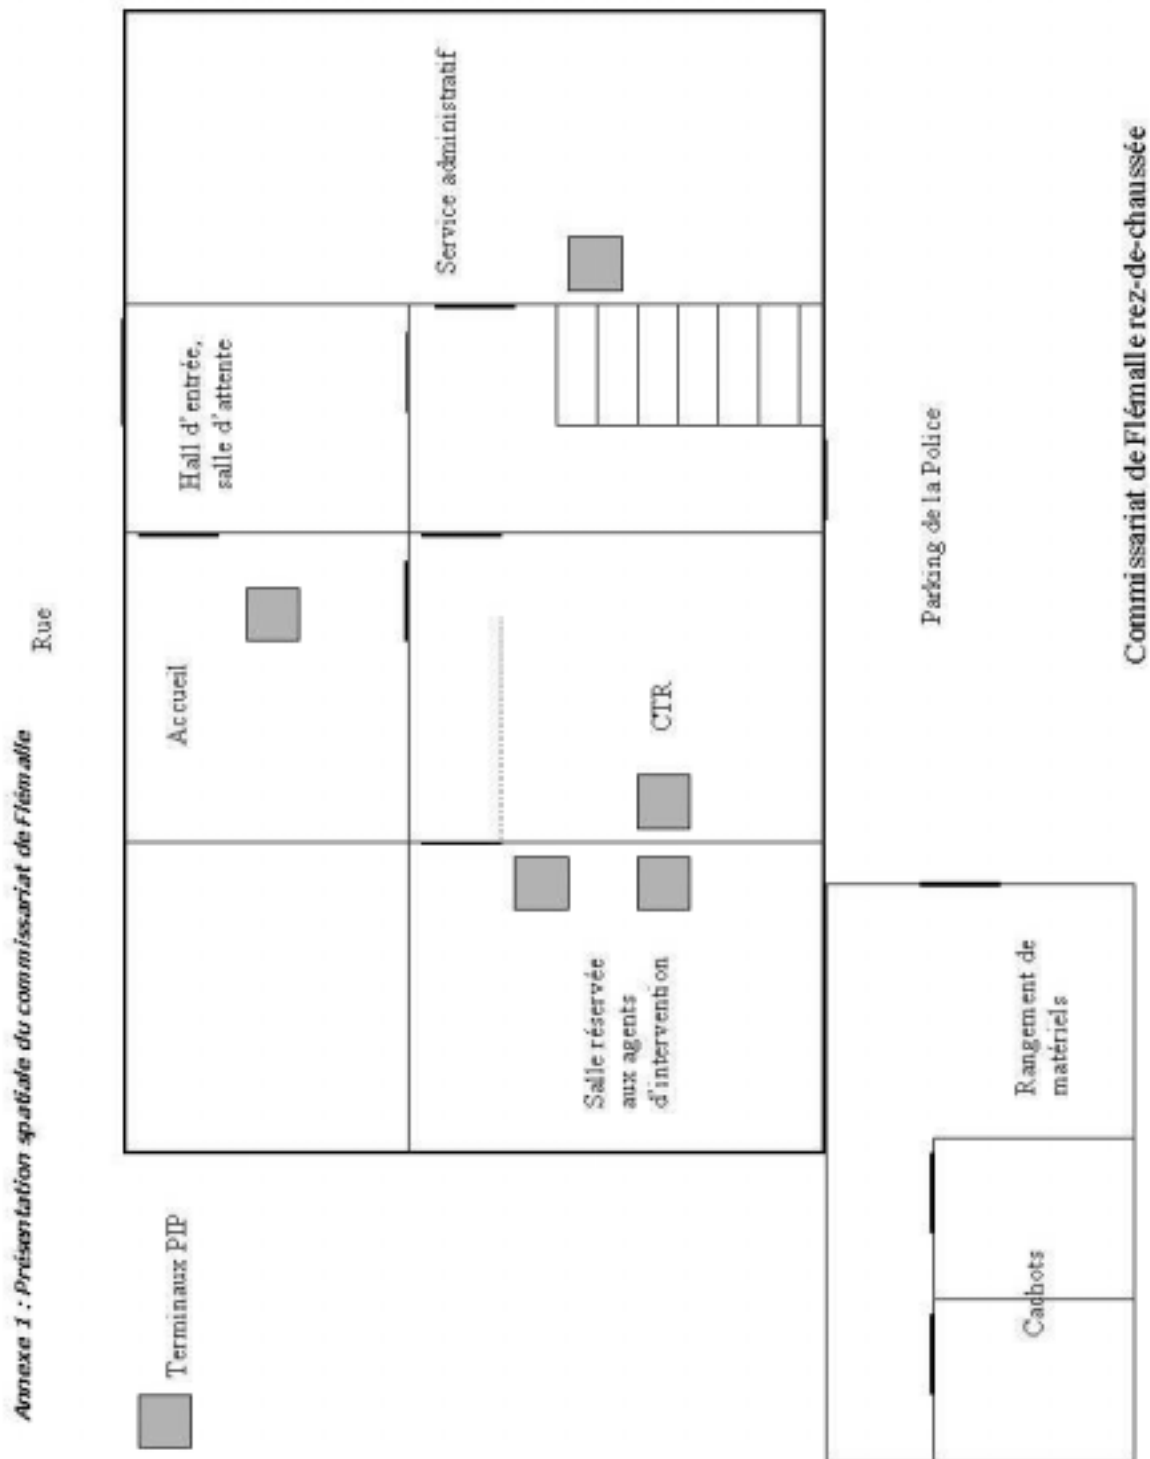 Annexe 1 : Présentation spatiale du commissariat de Flémalle
Rue
Terminaux PIP
Accueil
Hall d'entrée,
salle d'attente
Service administratif
Salle réservée
aux agents
d'intervention
CTR
Parking de la Police
Rangement de
matériels
Cachots
Commissariat de Flémalle rez-de-chaussée